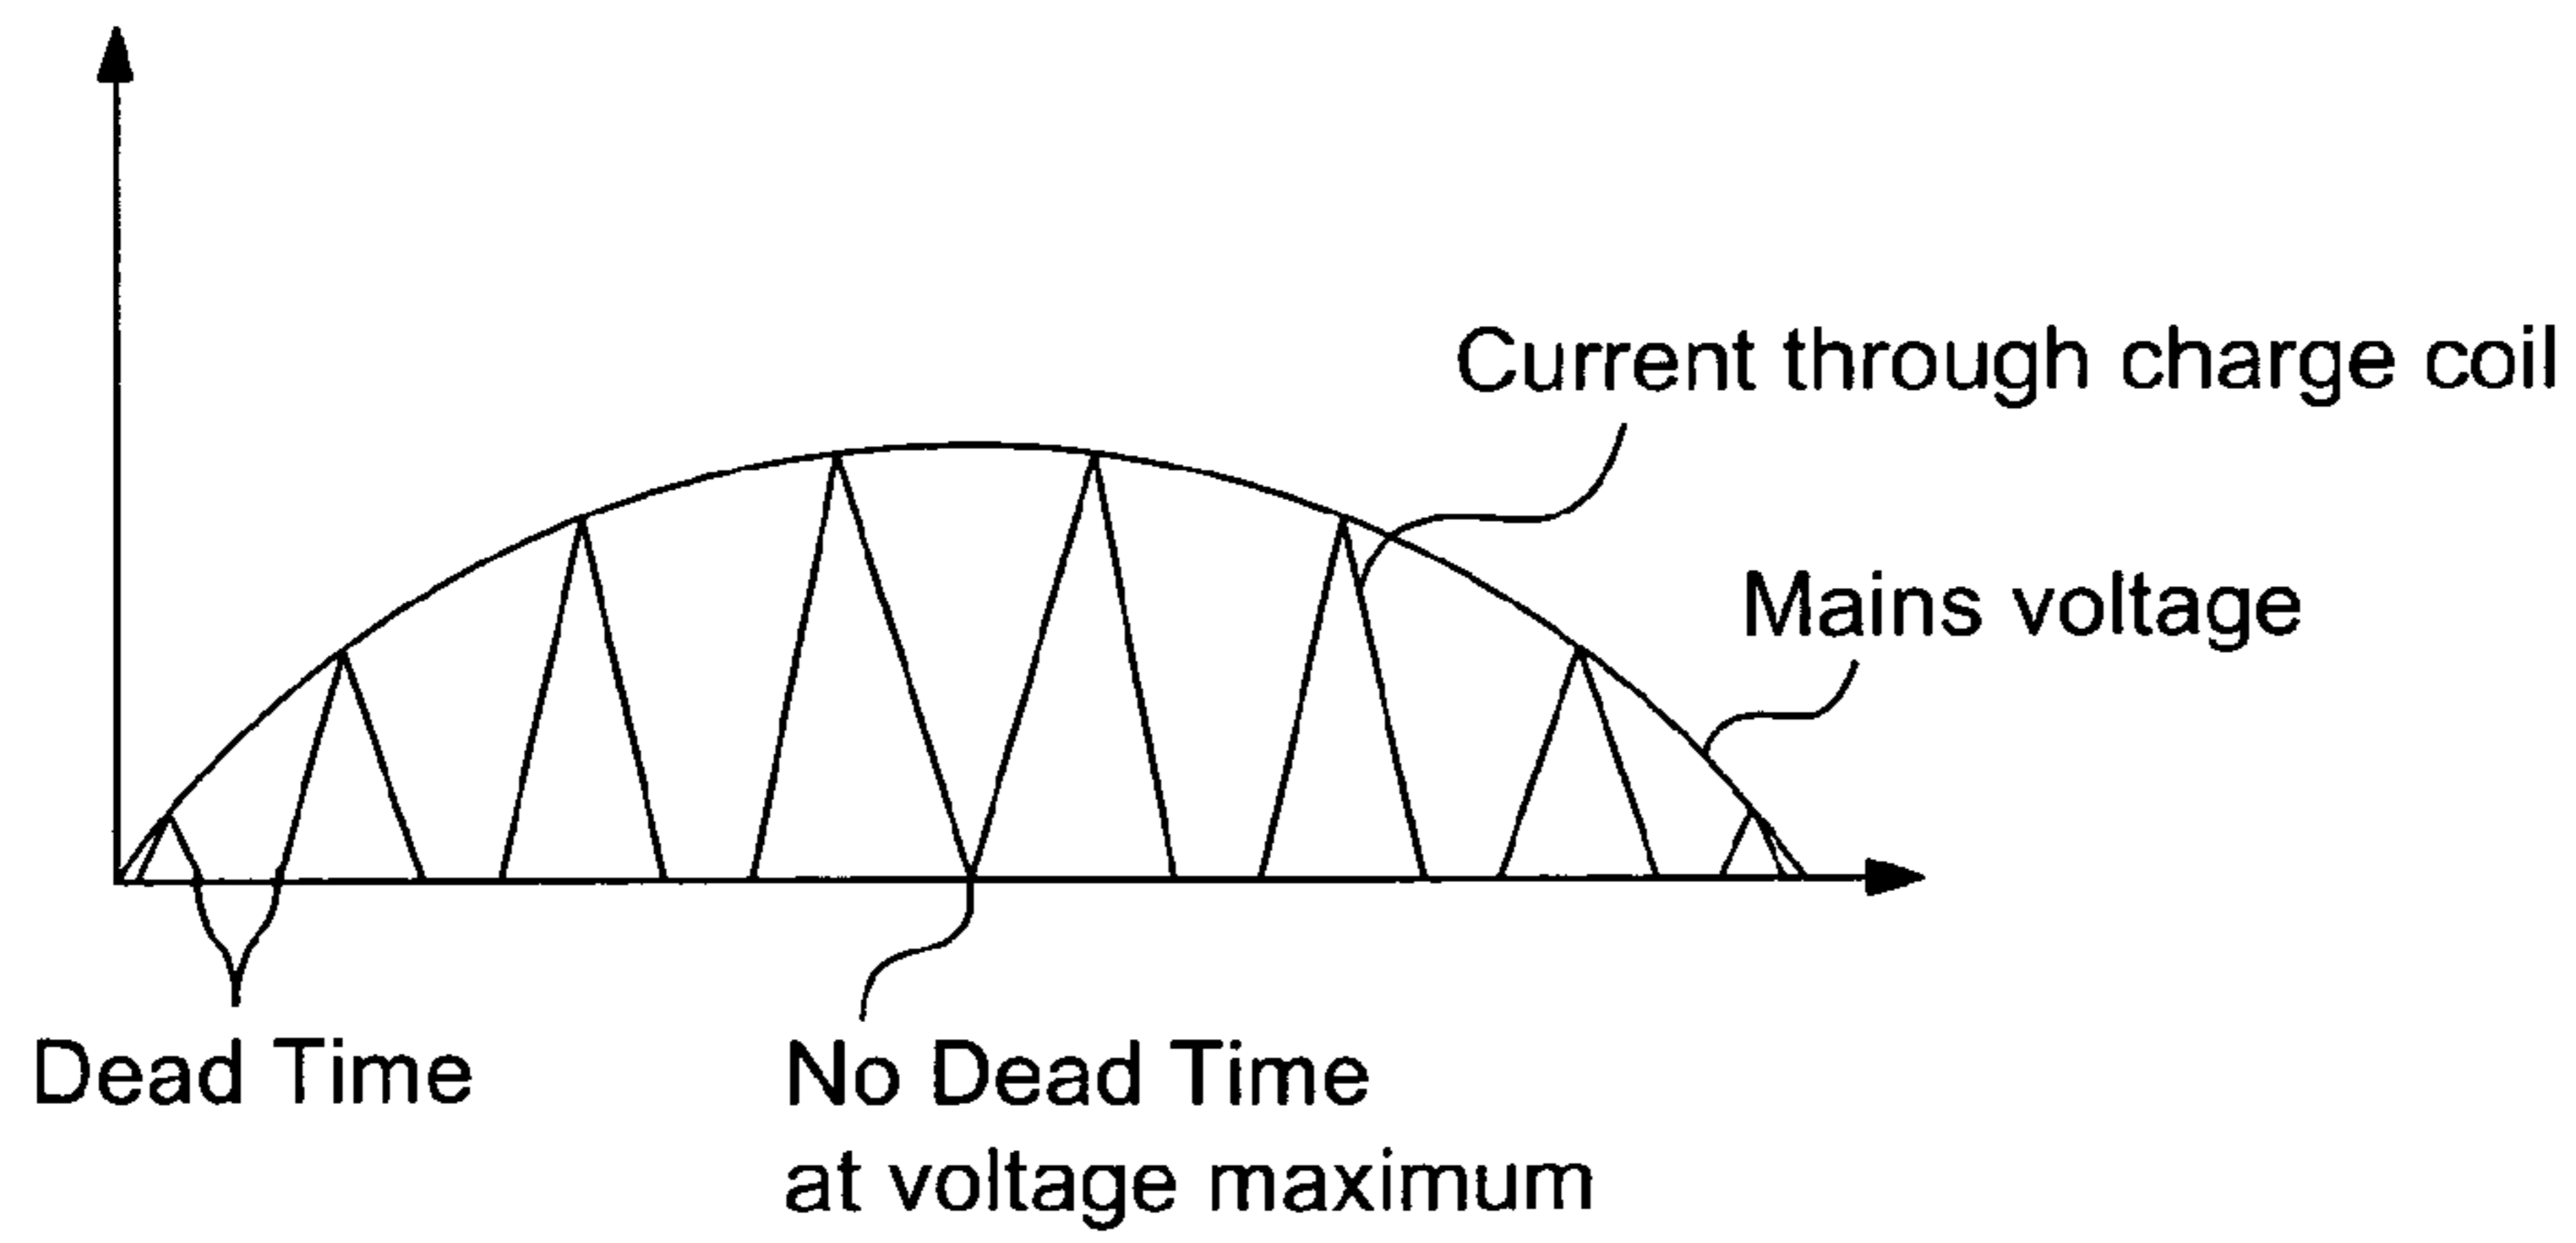 Current through charge coil
Mains voltage
Dead Time
No Dead Time
at voltage maximum